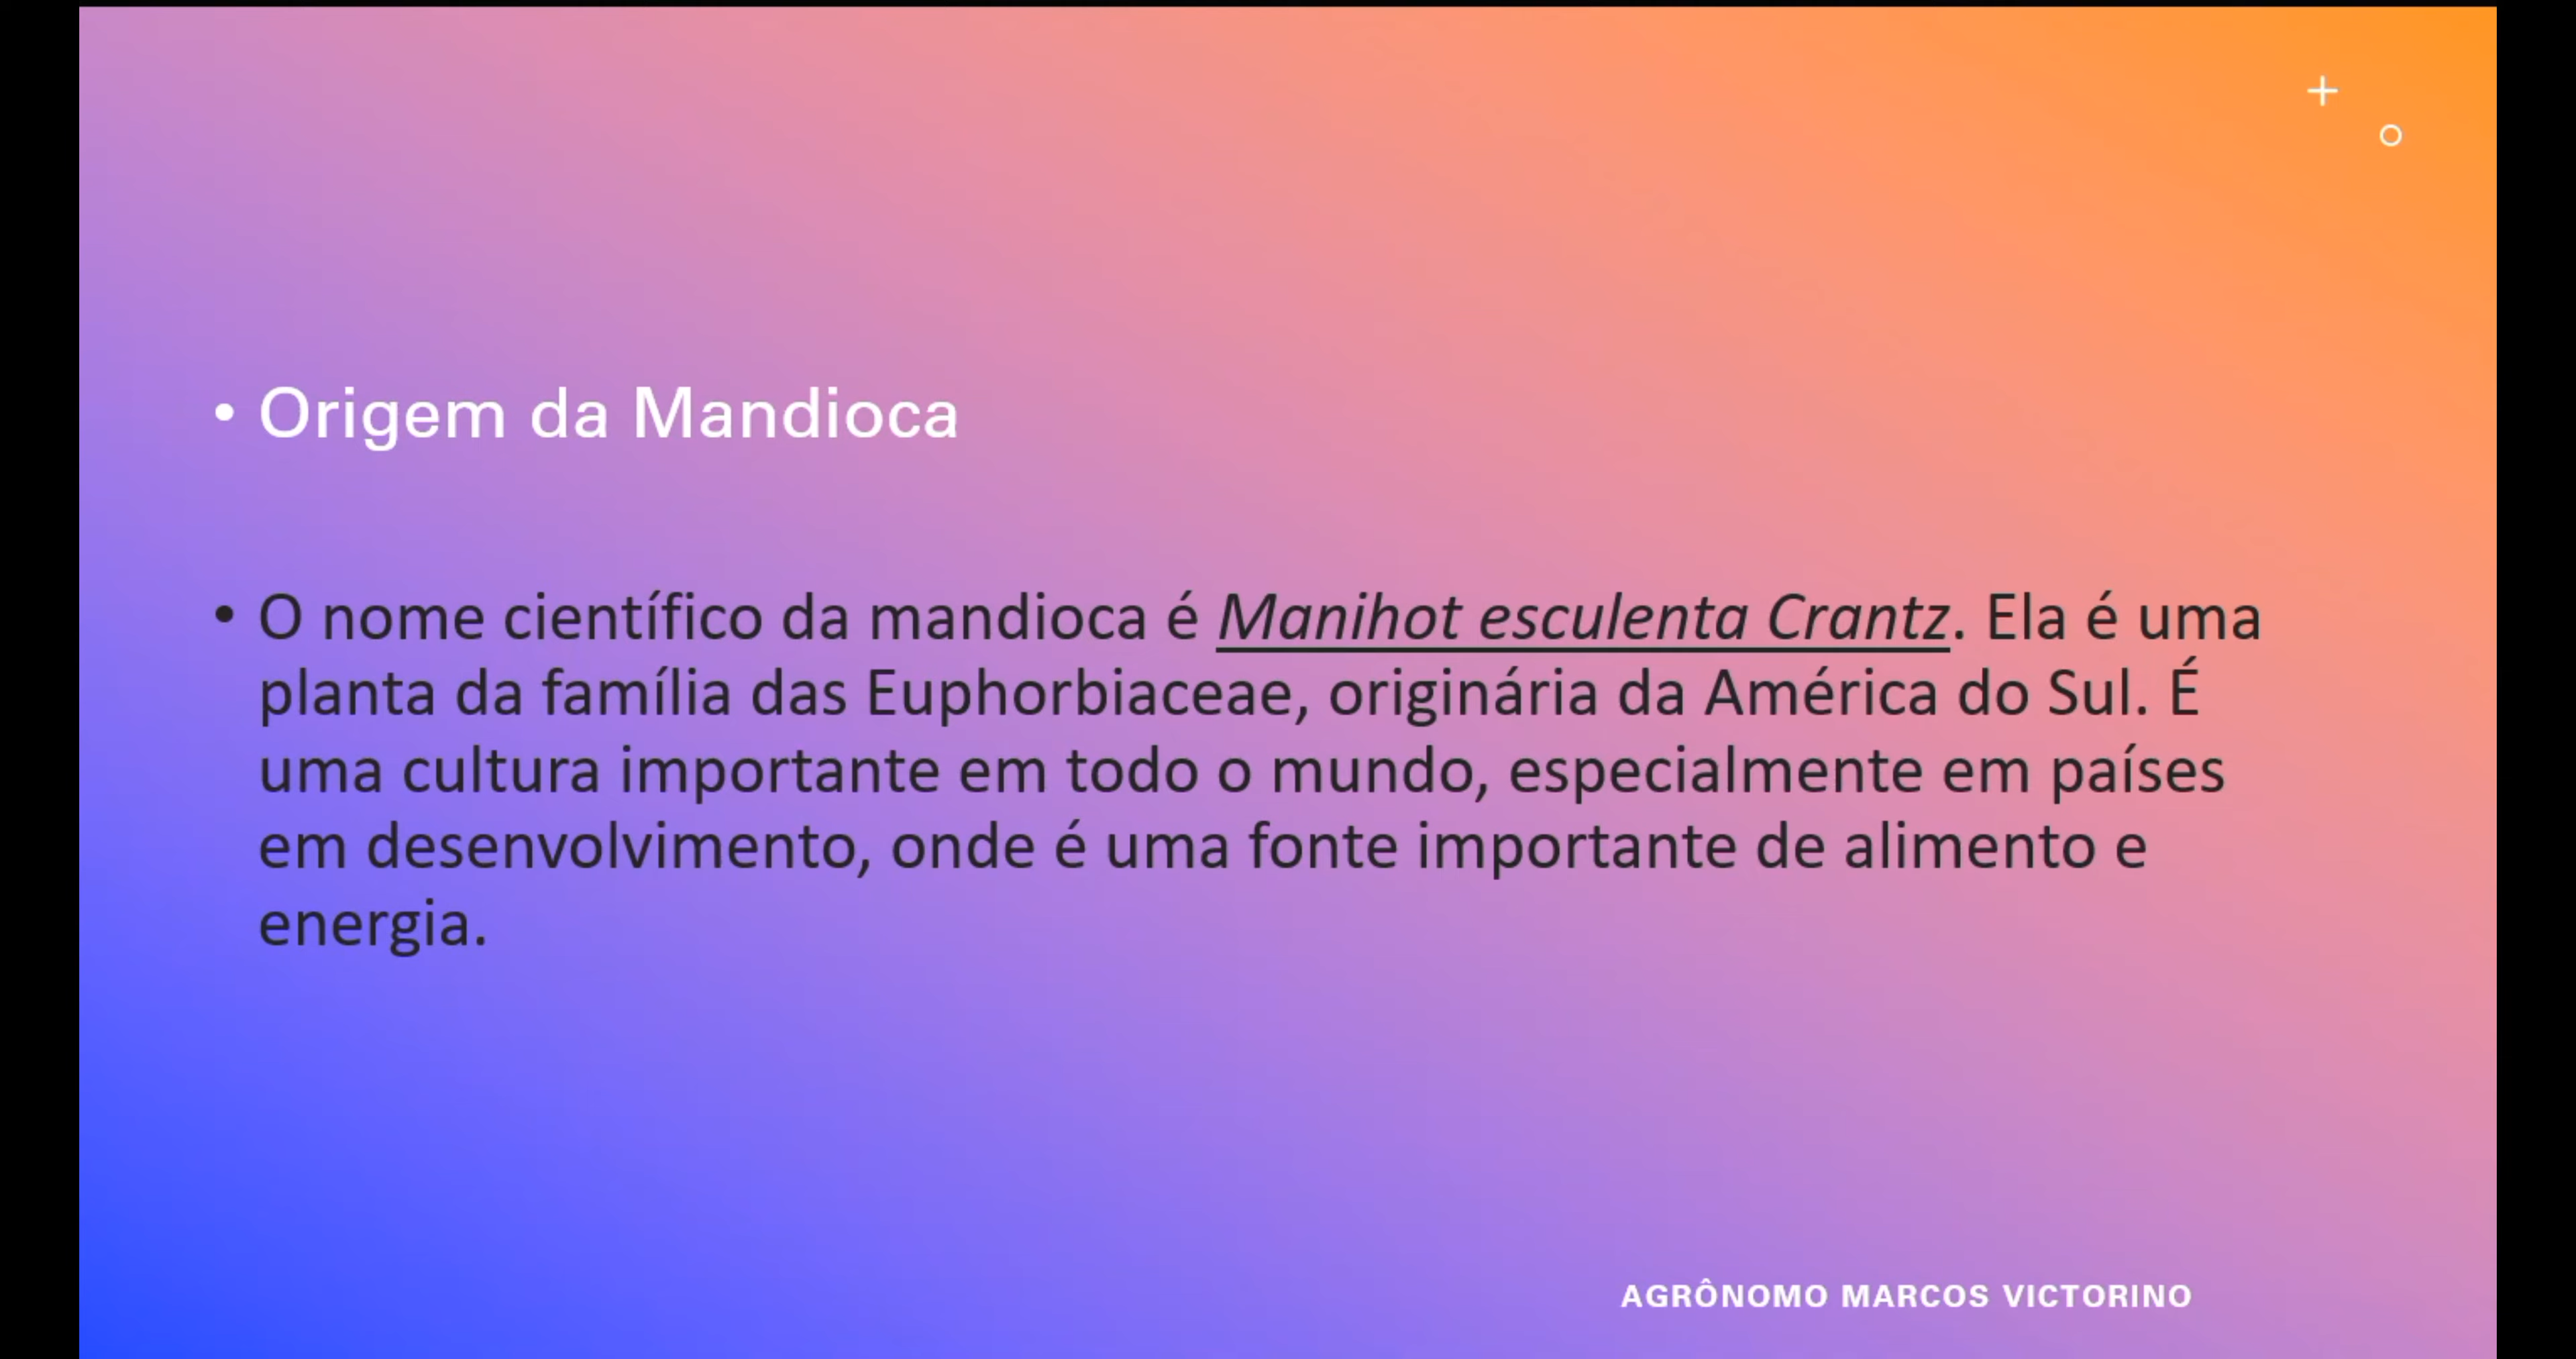 • Origem da Mandioca
• O nome científico da mandioca é Manihot esculenta Crantz. Ela é uma
planta da família das Euphorbiaceae, originária da América do Sul. É
uma cultura importante em todo o mundo, especialmente em países
em desenvolvimento, onde é uma fonte importante de alimento e
energia.
AGRÔNOMO MARCOS VICTORINO